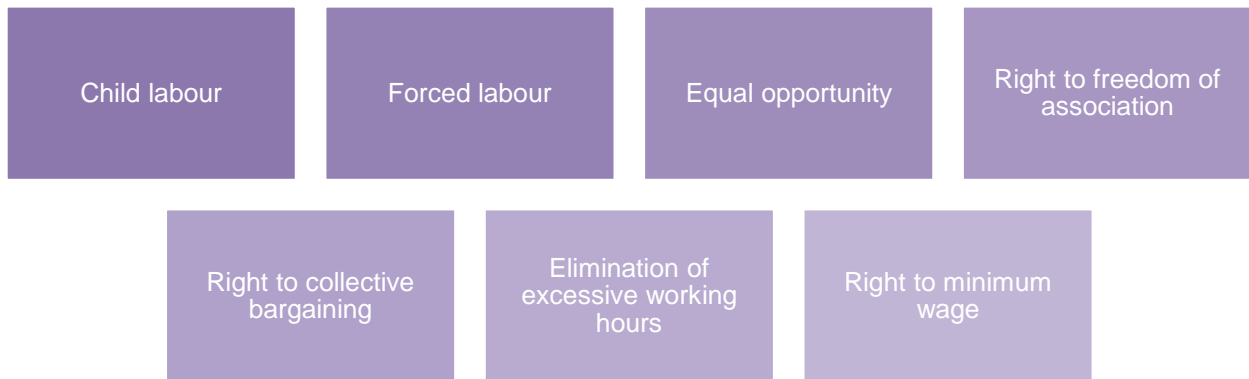 Child labour
Forced labour
Equal opportunity
Right to freedom of
association
Right to collective
bargaining
Elimination of
excessive working
hours
Right to minimum
wage